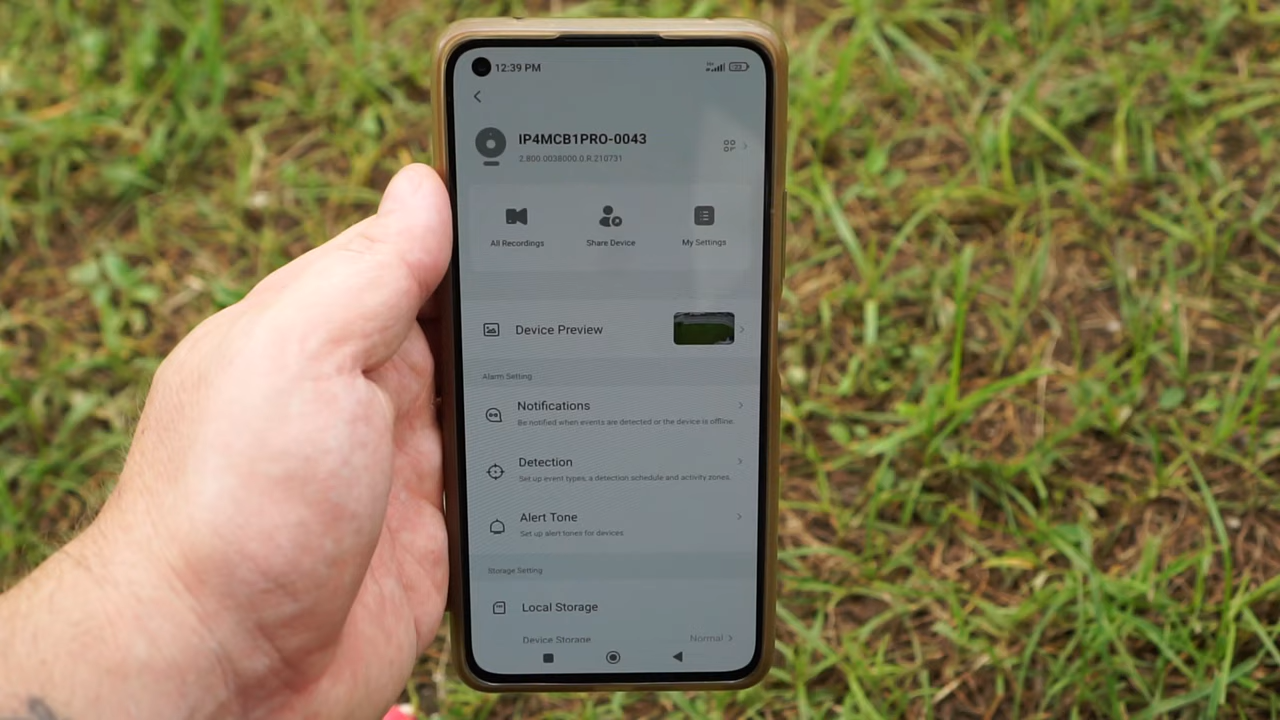 12:39 PM
IP4MCB1PRO-0043
2.800.0038000.0.R.210731
All Recordings
Share Device
My Settings
Device Preview
Alarm Setting
Notifications
Be notified when events are detected or the device is offline.
Detection
Set up event types, a detection schedule and activity zones.
Alert Tone
Set up alert tones for devices
Storage Setting
Local Storage
Device Storage
Normal